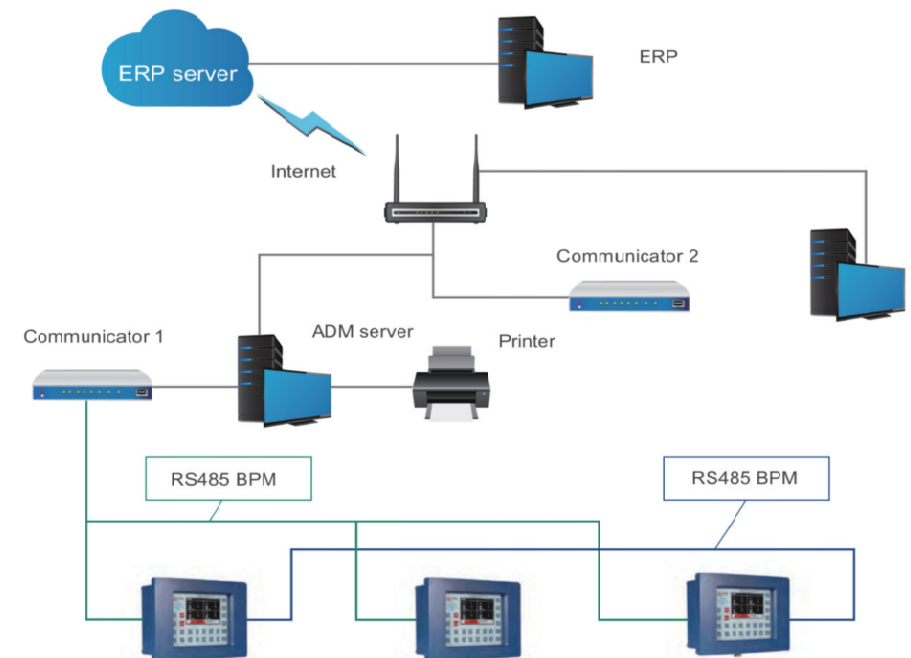 ERP server
ERP
Internet
Communicator 2
Communicator 1
ADM server
Printer
RS485 BPM
RS485 BPM